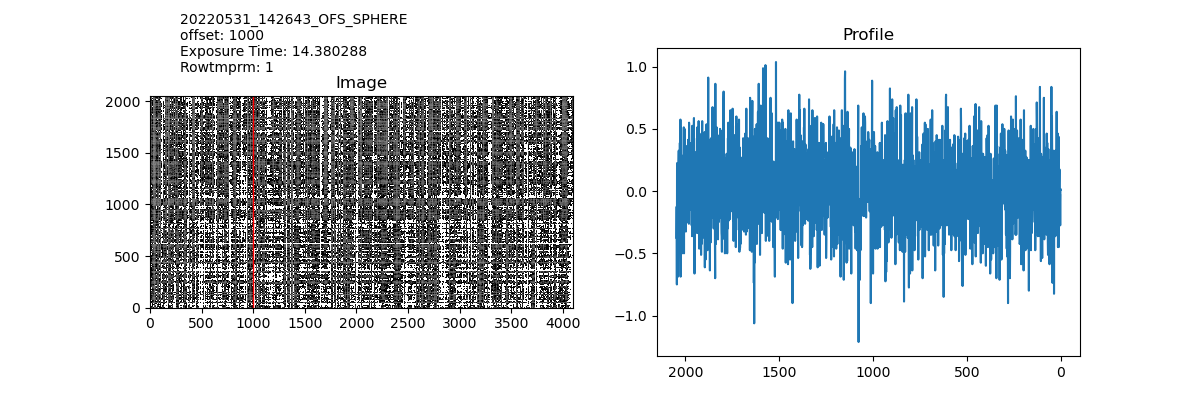 20220531_142643_OFS_SPHERE
offset: 1000
Exposure Time: 14.380288
Rowtmprm: 1
Image
2000
1500
1000
500
0
0 500 1000 1500 2000 2500 3000 3500 4000
Profile
1.0
0.5
0.0
−0.5
−1.0
2000 1500 1000 500 0